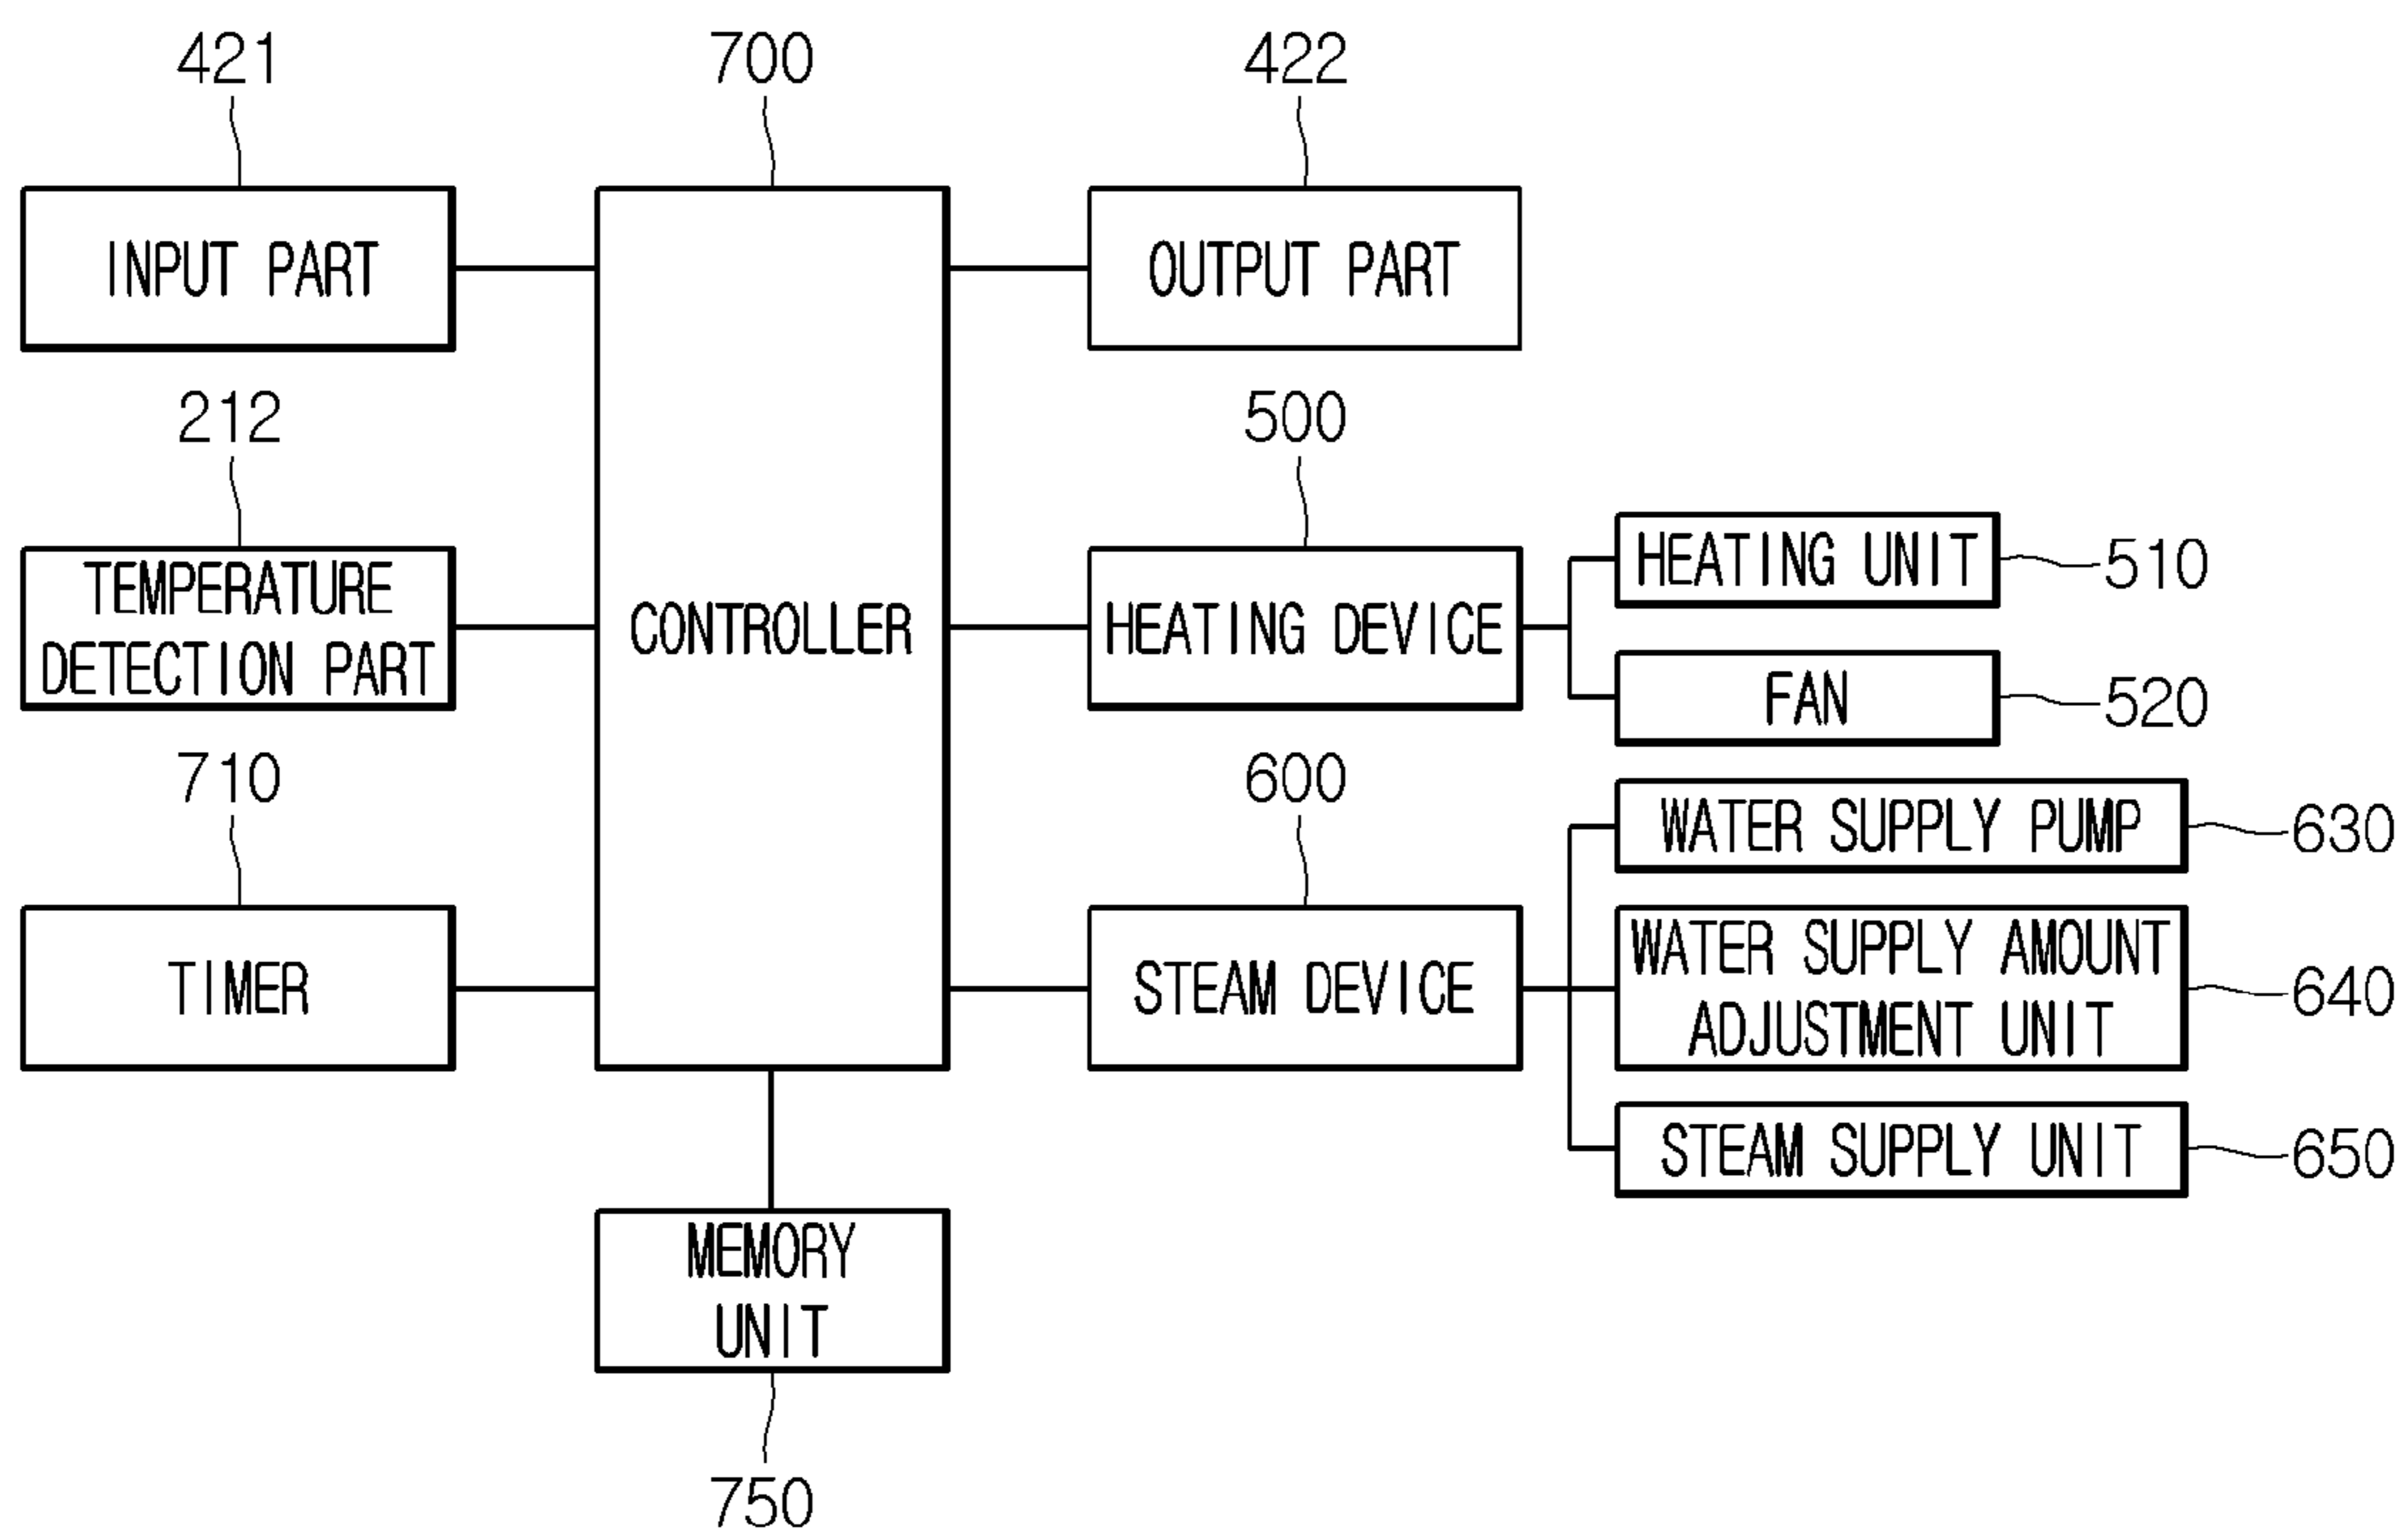 421
700
422
INPUT PART
OUTPUT PART
212
500
TEMPERATURE
DETECTION PART
CONTROLLER
HEATING DEVICE
HEATING UNIT
510
FAN
520
710
600
TIMER
STEAM DEVICE
WATER SUPPLY PUMP
630
WATER SUPPLY AMOUNT
ADJUSTMENT UNIT
640
STEAM SUPPLY UNIT
650
MEMORY
UNIT
750